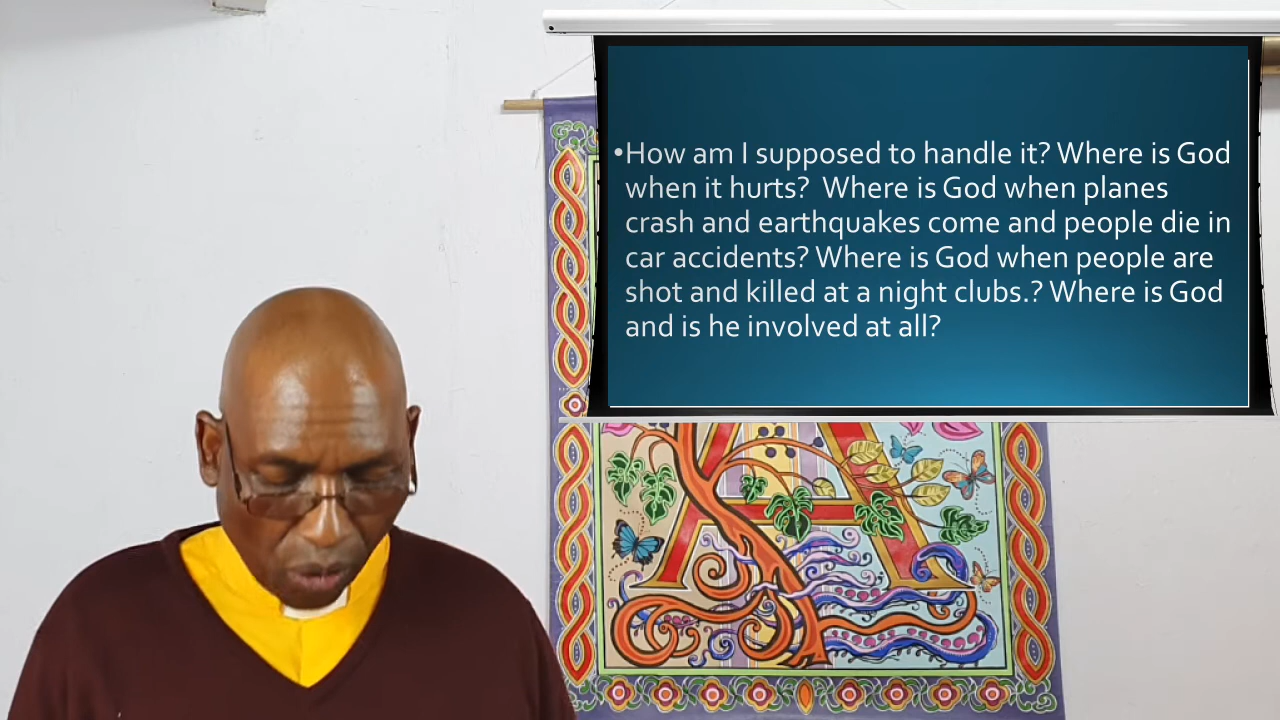 •How am I supposed to handle it? Where is God
when it hurts?  Where is God when planes
crash and earthquakes come and people die in
car accidents? Where is God when people are
shot and killed at a night clubs.? Where is God
and is he involved at all?
A